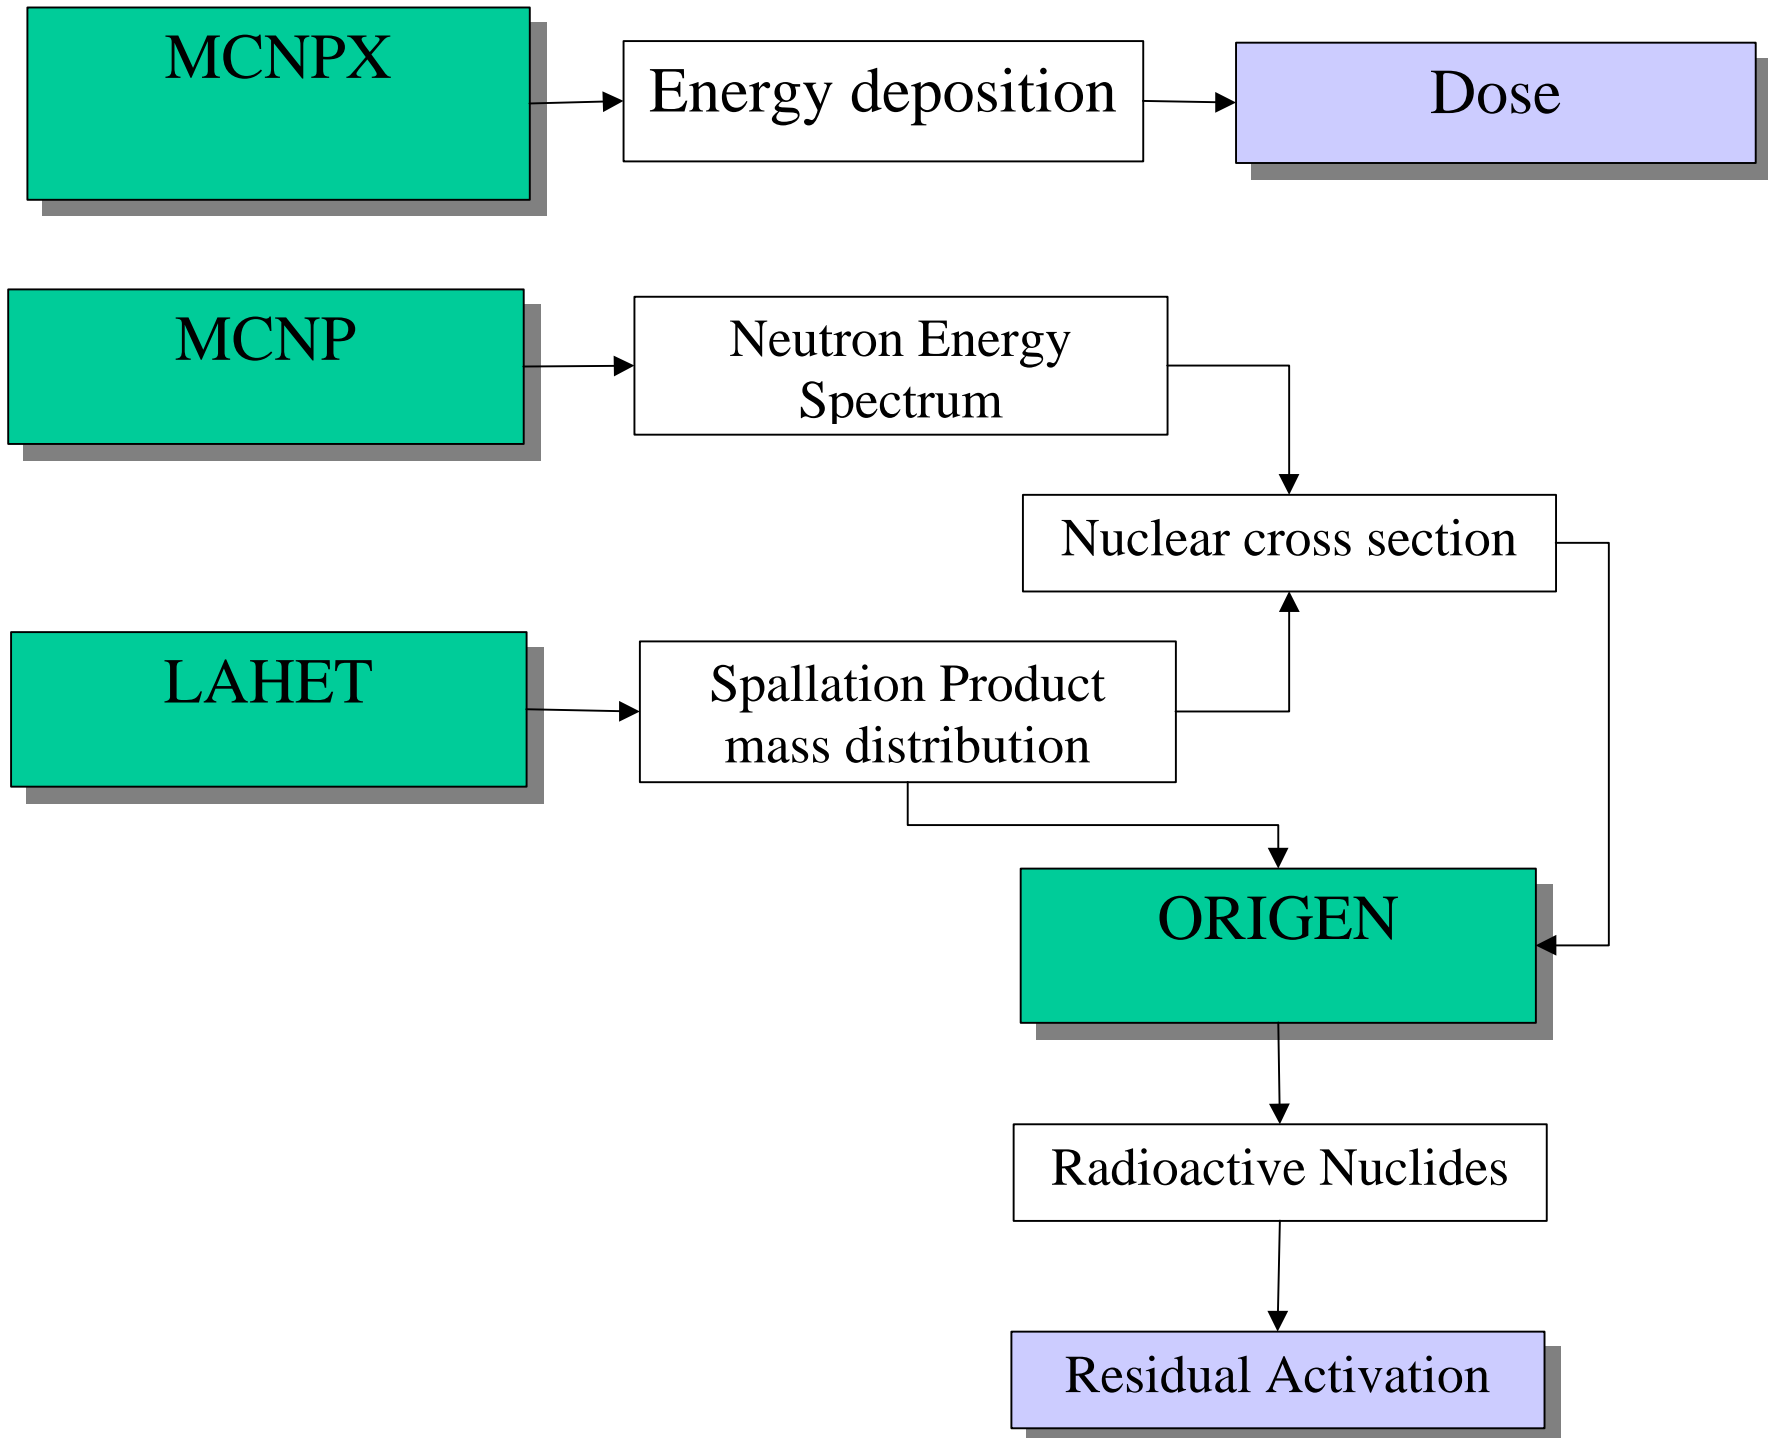 MCNPX
Energy deposition
Dose
MCNP
Neutron Energy
Spectrum
Nuclear cross section
LAHET
Spallation Product
mass distribution
ORIGEN
Radioactive Nuclides
Residual Activation